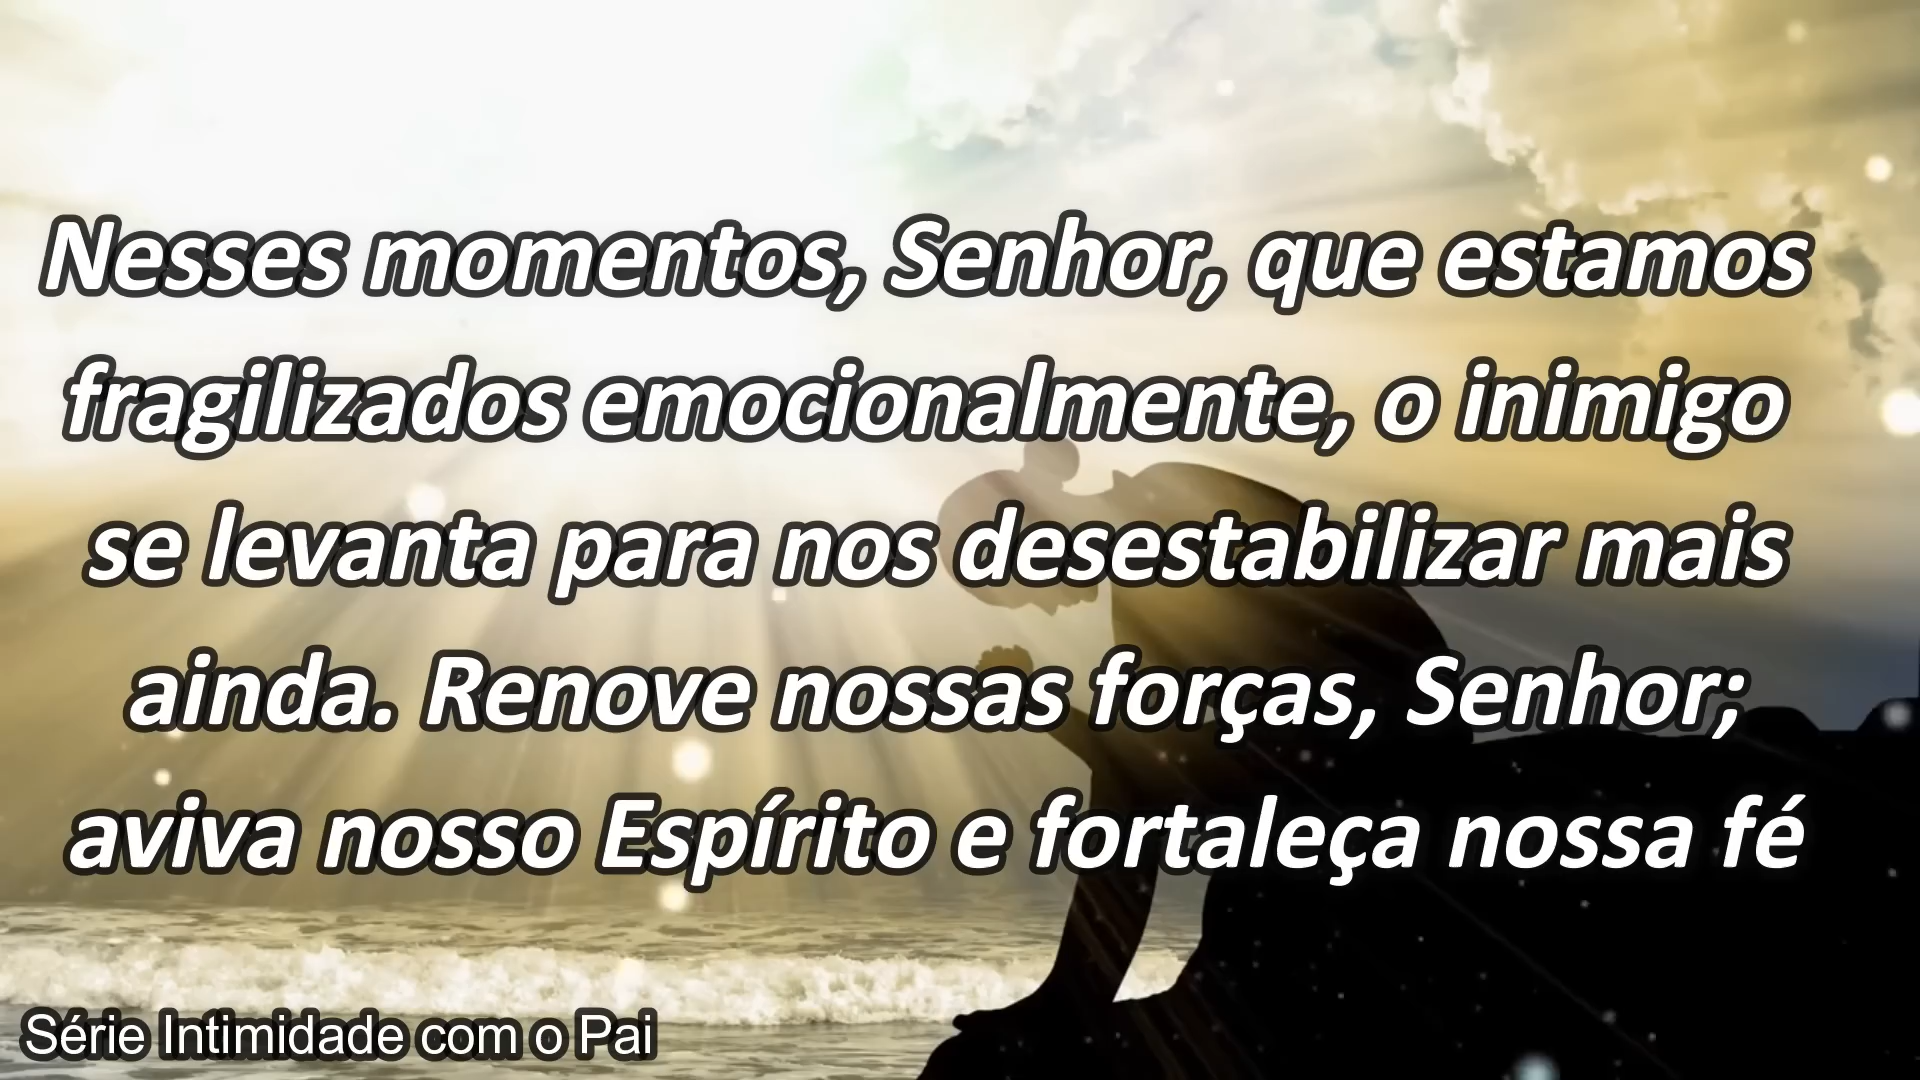 Nesses momentos, Senhor, que estamos
fragilizados emocionalmente, o inimigo
se levanta para nos desestabilizar mais
ainda. Renove nossas forças, Senhor;
aviva nosso Espírito e fortaleça nossa fé
Série Intimidade com o Pai